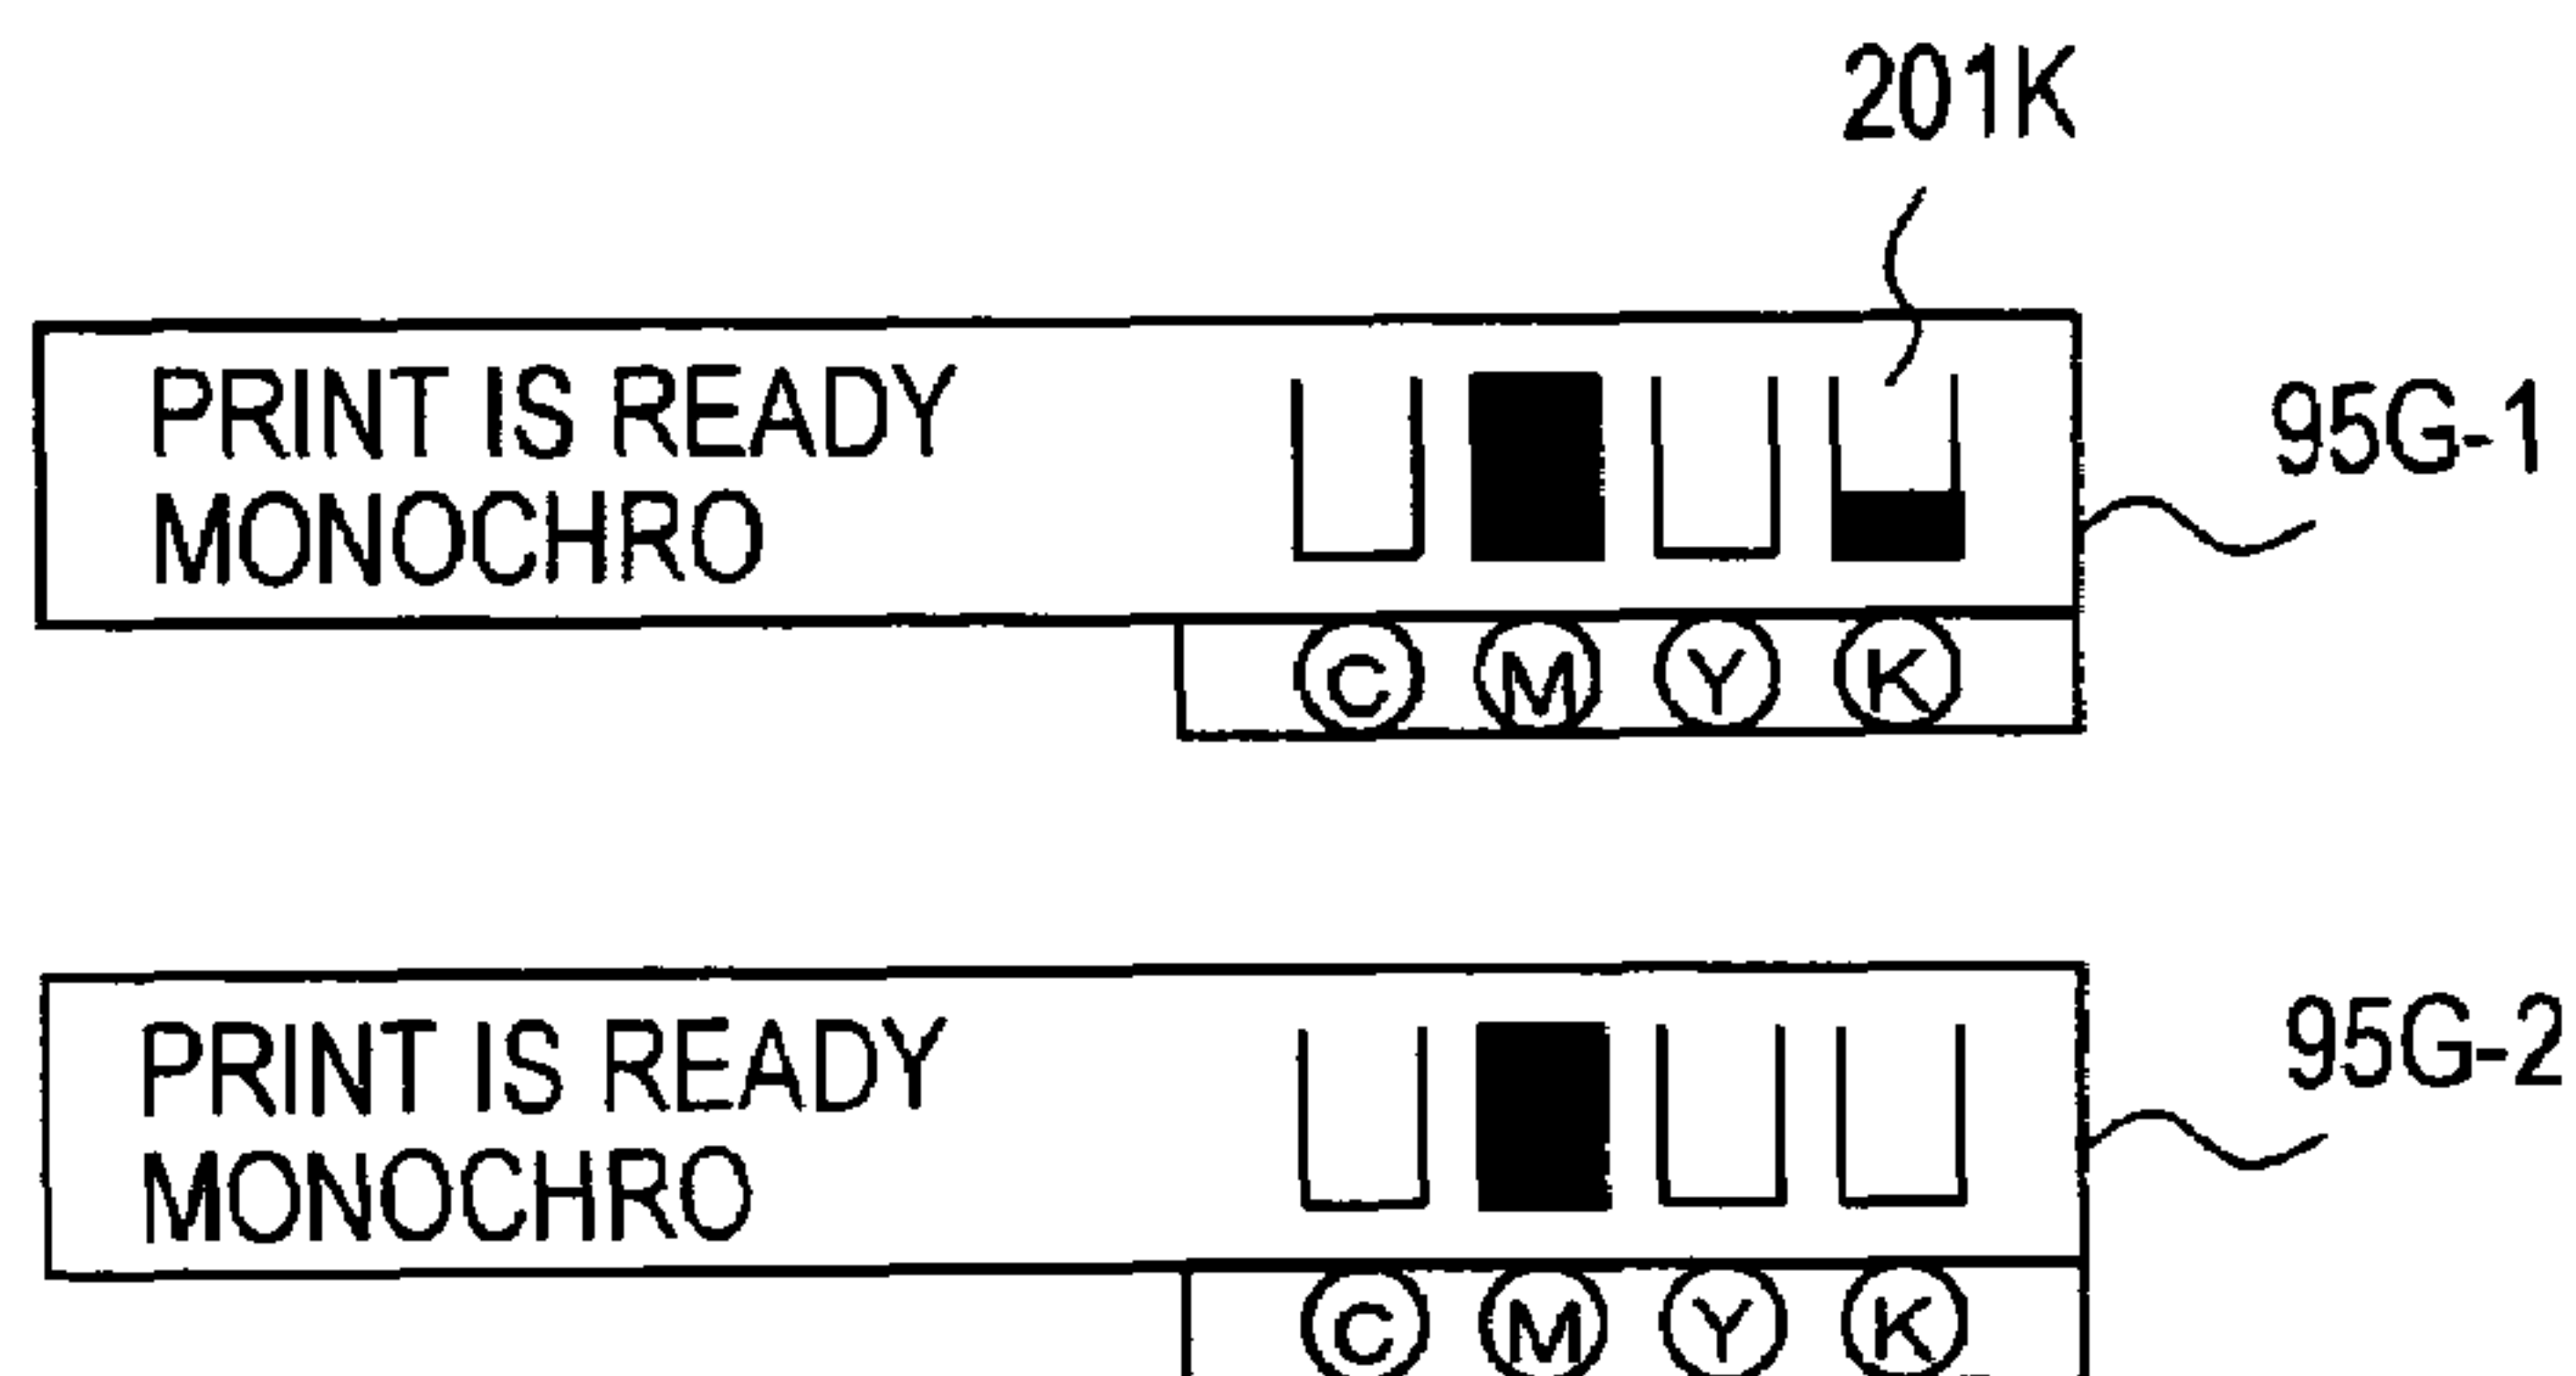 201K
PRINT IS READY
MONOCHRO
95G-1
C M Y K
PRINT IS READY
MONOCHRO
95G-2
C M Y K